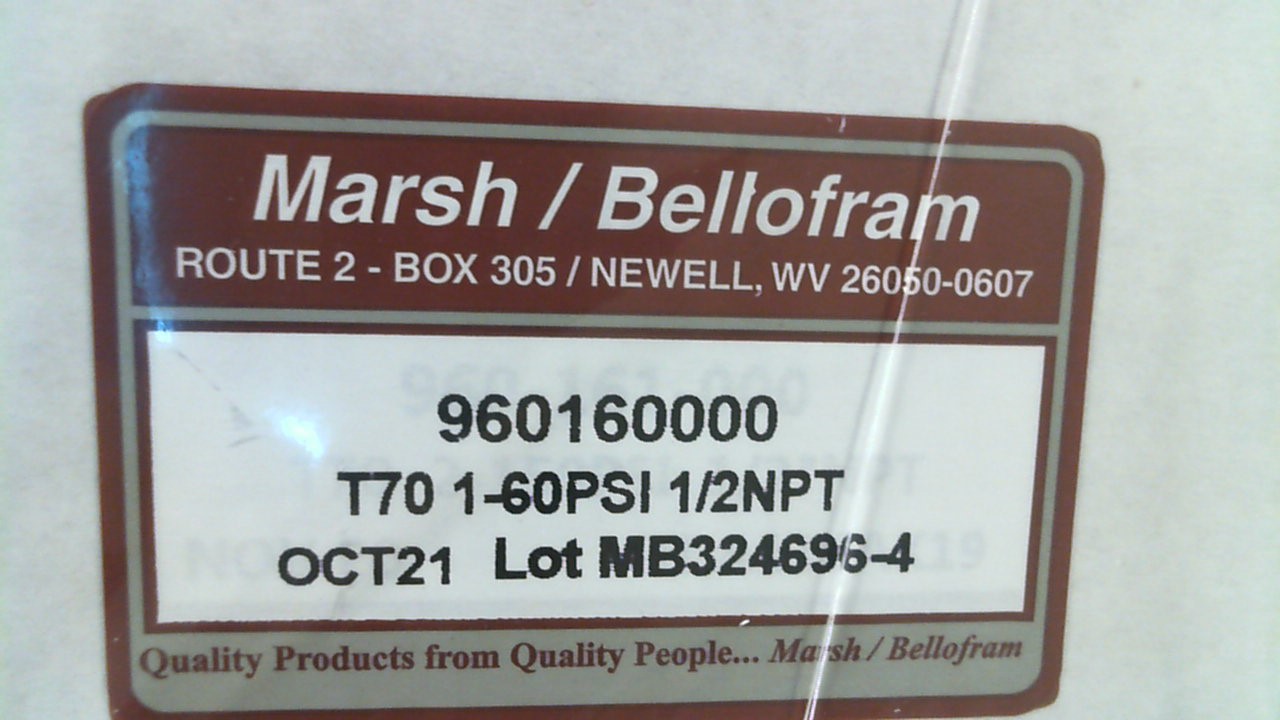 Marsh / Bellofram
ROUTE 2 - BOX 305 / NEWELL, WV 26050-0607
960160000
T70 1-60PSI 1/2NPT
OCT21 Lot MB324696-4
Quality Products from Quality People... Marsh / Bellofram